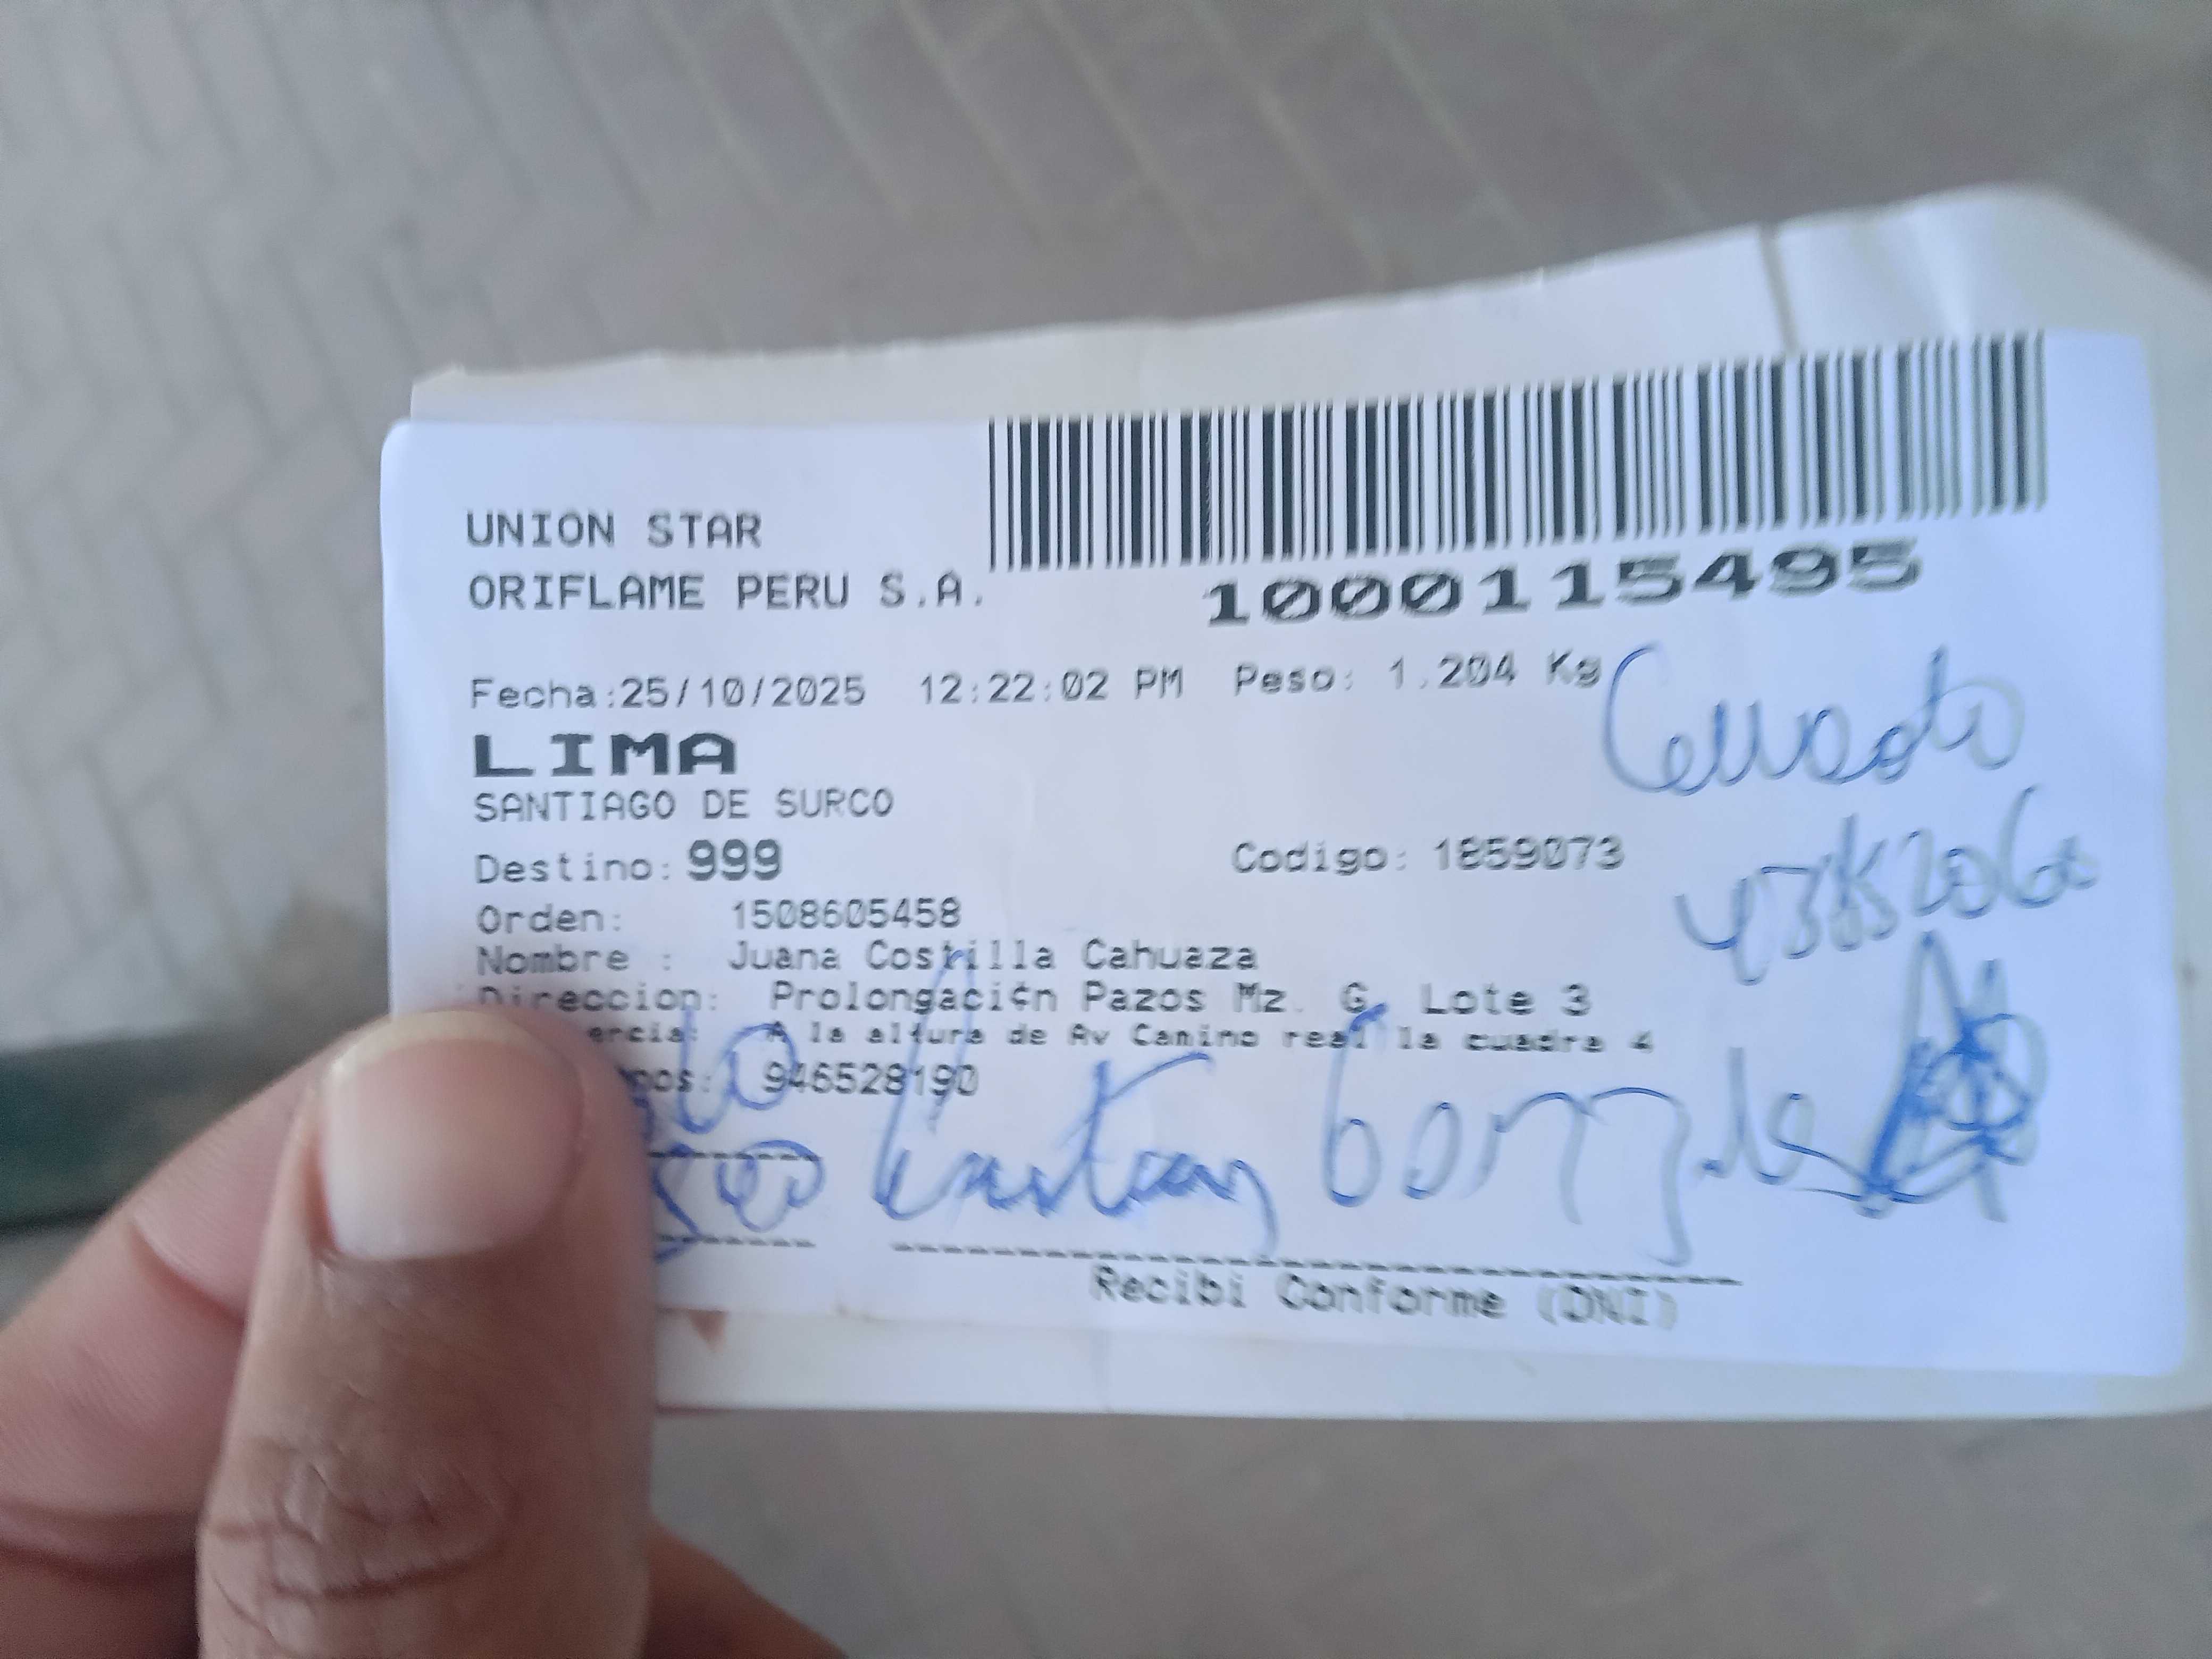 UNION STAR
ORIFLAME PERU S.A.
1000115495
Fecha:25/10/2025 12:22:02 PM Peso: 1.204 Kg
LIMA
SANTIAGO DE SURCO
Destino: 999 Codigo: 1859073
Orden: 1508605458
Nombre : Juana Costilla Cahuaza
Direccion: Prolongaci¢n Pazos Mz. G Lote 3
encia: A la altura de Av Camino real la cuadra 4
nos: 946528190
Recibi Conforme (DNI)